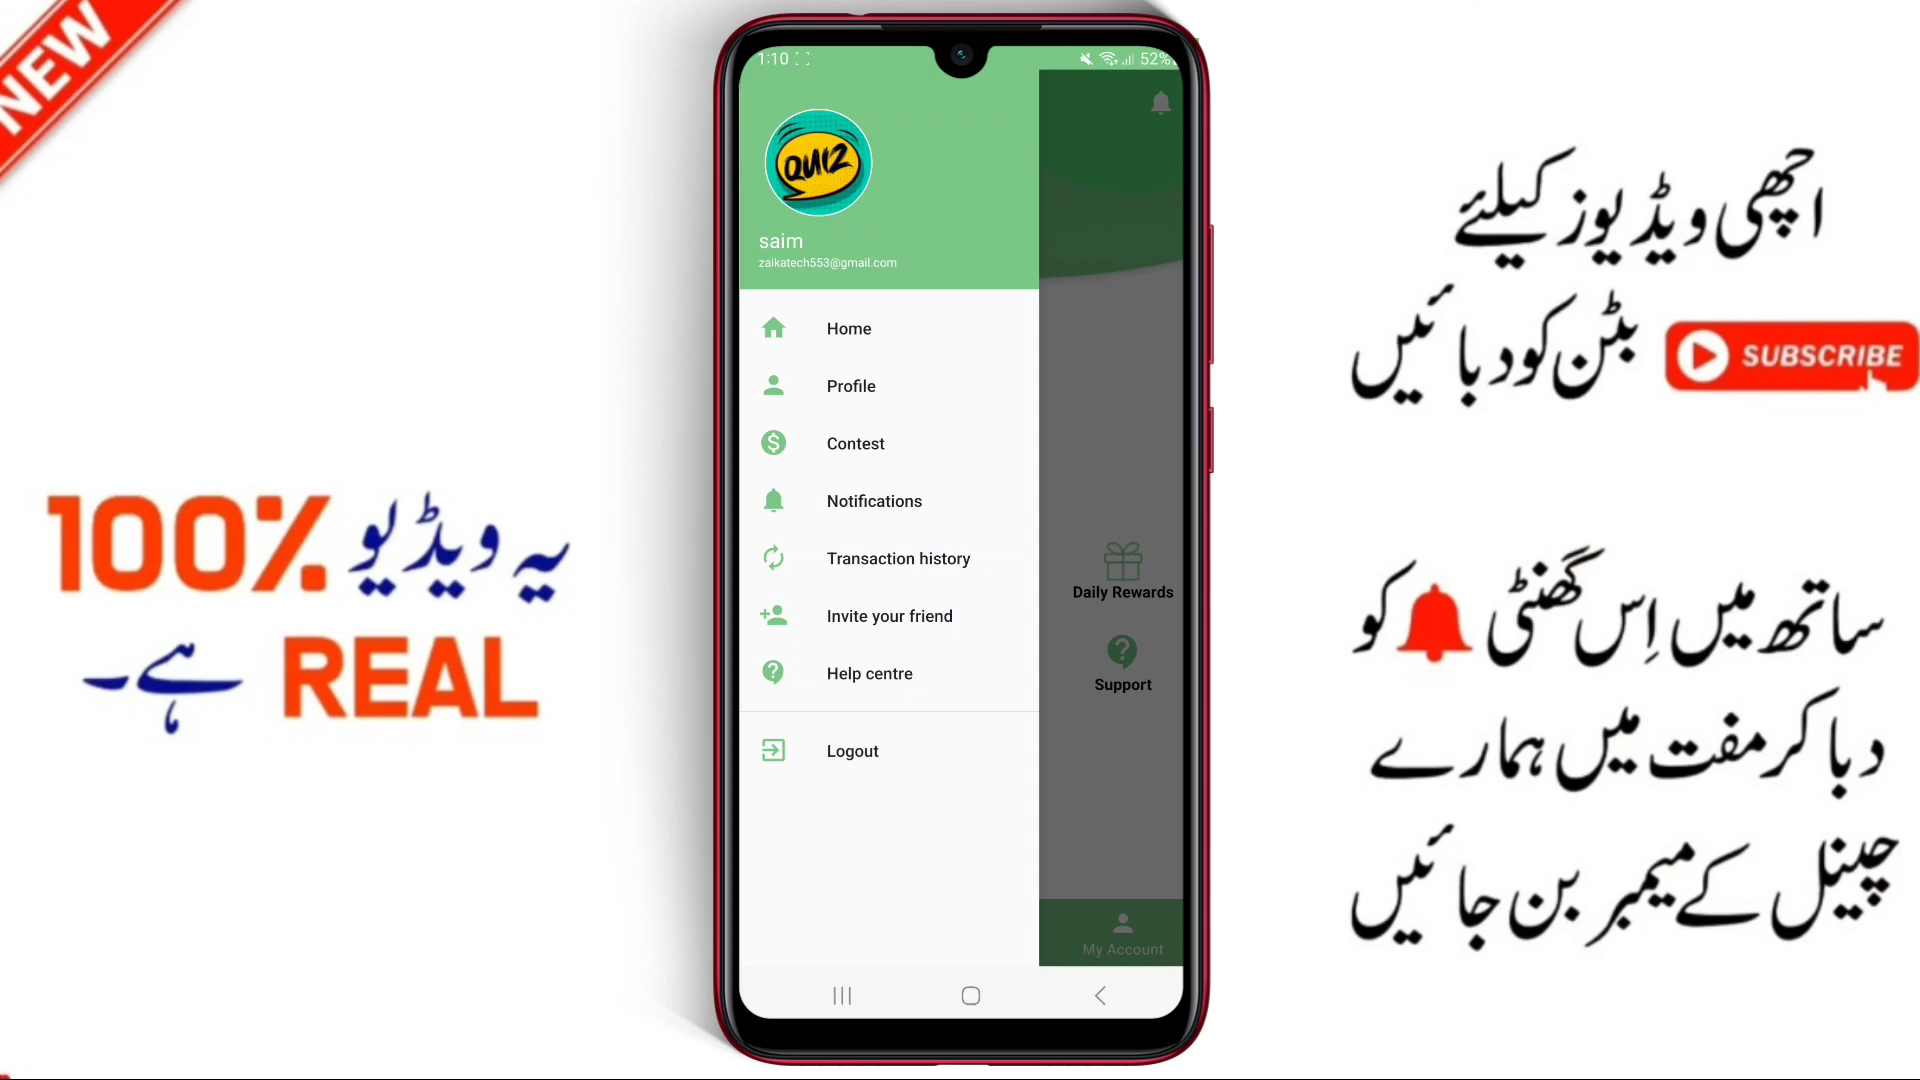 NEW
یہ ویڈیو 100%
REAL ہے۔
1:10
52%
QUIZ
saim
zaikatech553@gmail.com
Home
Profile
Contest
Notifications
Transaction history
Invite your friend
Help centre
Logout
Daily Rewards
Support
My Account
اچھی ویڈیوز کیلئے
SUBSCRIBE بٹن کو دبائیں
ساتھ میں اِس گھنٹی کو
دبا کر مفت میں ہمارے
چینل کے میمبر بن جائیں